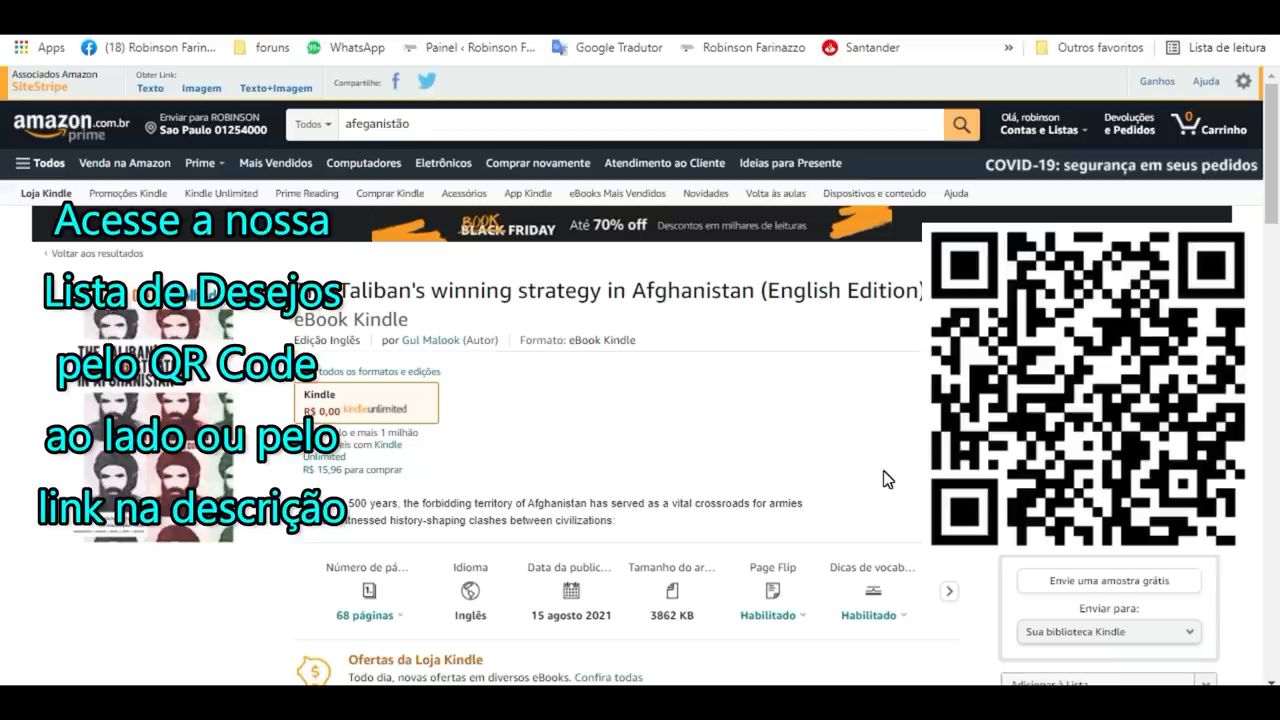 Apps (18) Robinson Farin... foruns WhatsApp Painel ‹ Robinson F... Google Tradutor Robinson Farinazzo Santander » Outros favoritos Lista de leitura
Associados Amazon
SiteStripe
Obter Link:
Texto Imagem Texto+Imagem
Compartilhe:
Ganhos Ajuda
amazon.com.br
prime
Enviar para ROBINSON
Sao Paulo 01254000
Todos afeganistão
Olá, robinson
Contas e Listas
Devoluções
e Pedidos
0
Carrinho
Todos Venda na Amazon Prime Mais Vendidos Computadores Eletrônicos Comprar novamente Atendimento ao Cliente Ideias para Presente COVID-19: segurança em seus pedidos
Loja Kindle Promoções Kindle Kindle Unlimited Prime Reading Comprar Kindle Acessórios App Kindle eBooks Mais Vendidos Novidades Volta às aulas Dispositivos e conteúdo Ajuda
BOOK
BLACK FRIDAY Até 70% off Descontos em milhares de leituras
‹ Voltar aos resultados
Acesse a nossa
Lista de Desejos
pelo QR Code
ao lado ou pelo
link na descrição
Taliban's winning strategy in Afghanistan (English Edition)
eBook Kindle
Edição Inglês por Gul Malook (Autor) Formato: eBook Kindle
todos os formatos e edições
Kindle
R$ 0,00 kindleunlimited
e mais 1 milhão
com Kindle
Unlimited
R$ 15,96 para comprar
500 years, the forbidding territory of Afghanistan has served as a vital crossroads for armies
witnessed history-shaping clashes between civilizations:
Número de pá... Idioma Data da public... Tamanho do ar... Page Flip Dicas de vocab...
68 páginas Inglês 15 agosto 2021 3862 KB Habilitado Habilitado
Ofertas da Loja Kindle
Todo dia, novas ofertas em diversos eBooks. Confira todas
Envie uma amostra grátis
Enviar para:
Sua biblioteca Kindle
Adicionar à Lista